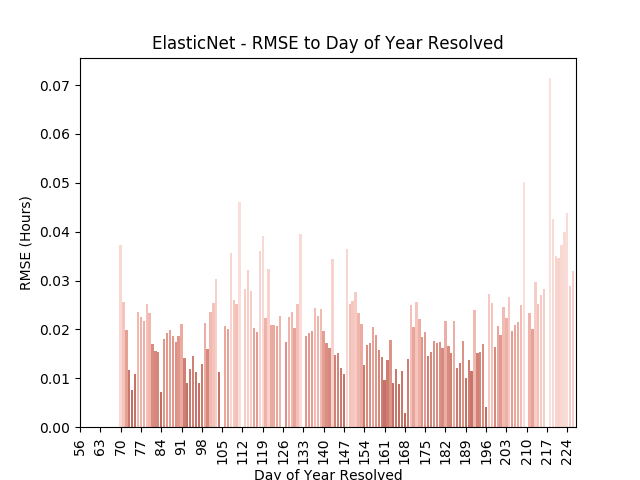 ElasticNet - RMSE to Day of Year Resolved
RMSE (Hours)
0.07
0.06
0.05
0.04
0.03
0.02
0.01
0.00
56 63 70 77 84 91 98 105 112 119 126 133 140 147 154 161 168 175 182 189 196 203 210 217 224
Day of Year Resolved